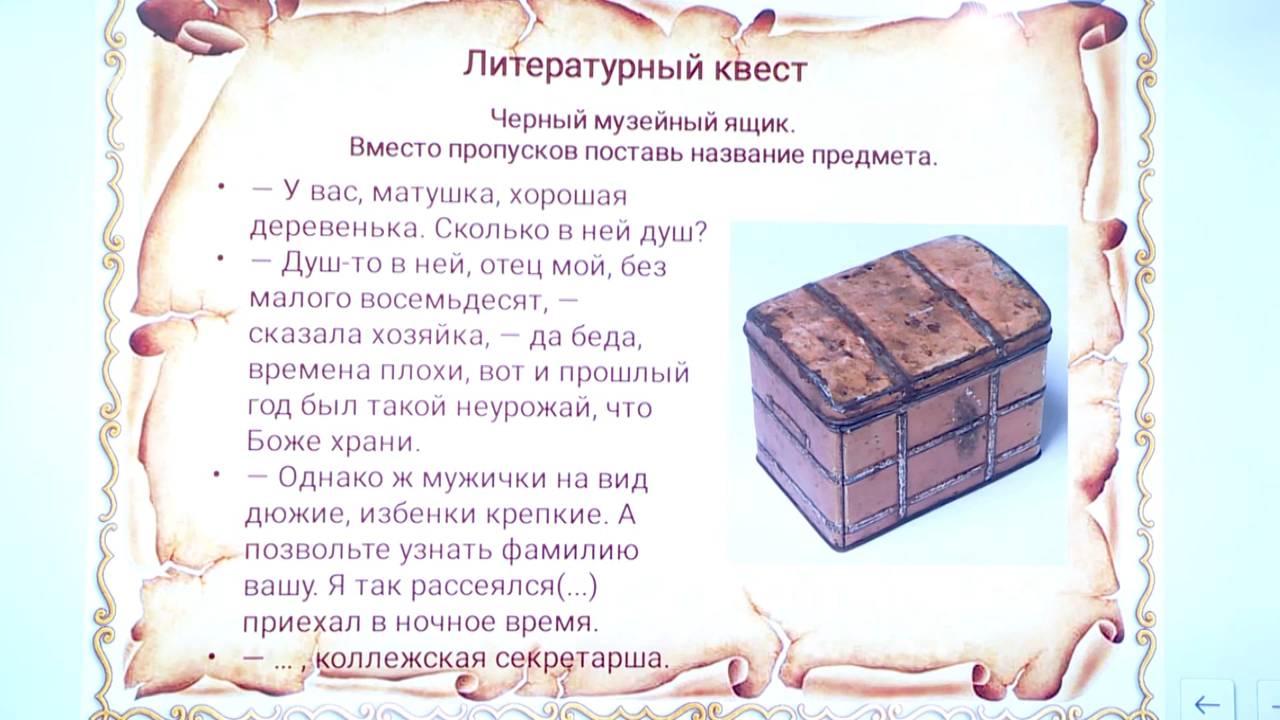 Литературный квест
Черный музейный ящик.
Вместо пропусков поставь название предмета.
• — У вас, матушка, хорошая
деревенька. Сколько в ней душ?
• — Душ-то в ней, отец мой, без
малого восемьдесят, —
сказала хозяйка, — да беда,
времена плохи, вот и прошлый
год был такой неурожай, что
Боже храни.
• — Однако ж мужички на вид
дюжие, избенки крепкие. А
позвольте узнать фамилию
вашу. Я так рассеялся(...)
приехал в ночное время.
• — ... , коллежская секретарша.